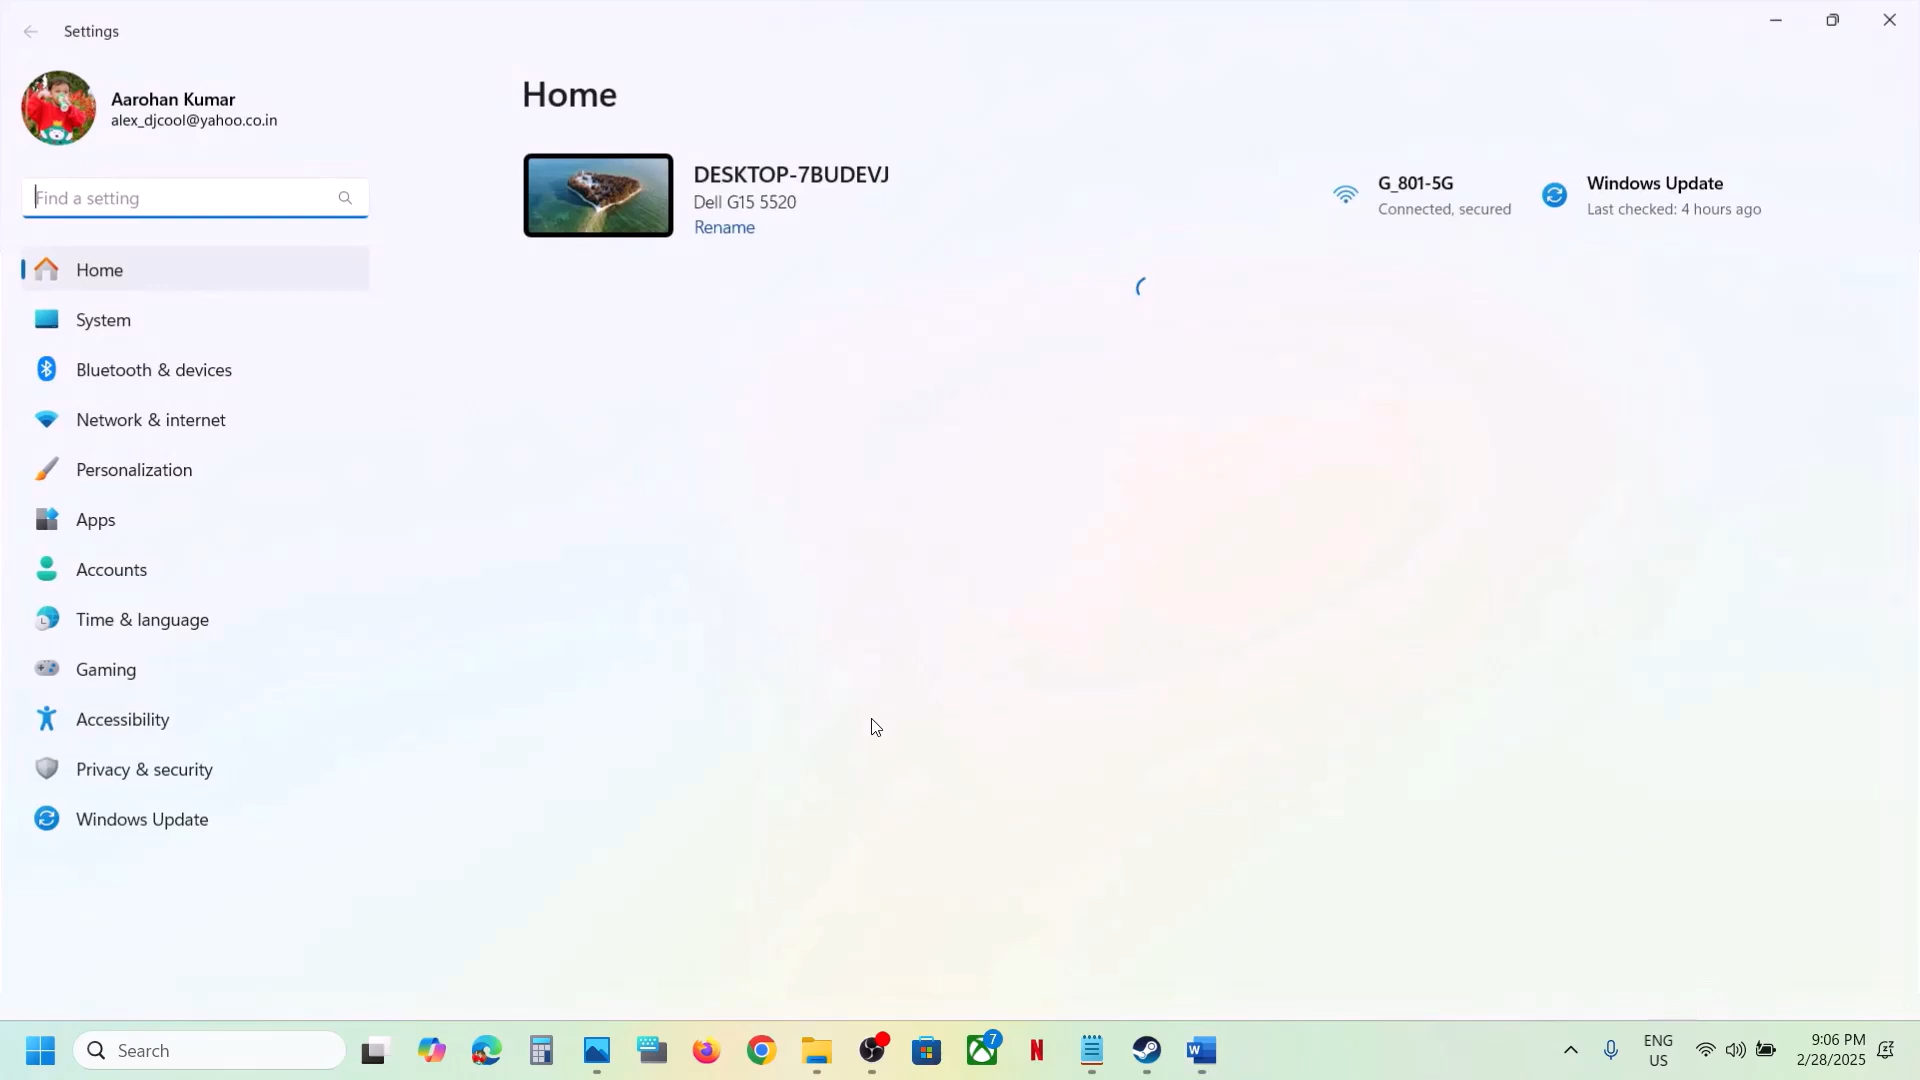 Settings
Aarohan Kumar
alex_djcool@yahoo.co.in
Find a setting
Home
System
Bluetooth & devices
Network & internet
Personalization
Apps
Accounts
Time & language
Gaming
Accessibility
Privacy & security
Windows Update
Home
DESKTOP-7BUDEVJ
Dell G15 5520
Rename
G_801-5G
Connected, secured
Windows Update
Last checked: 4 hours ago
Search
7
ENG
US
9:06 PM
2/28/2025